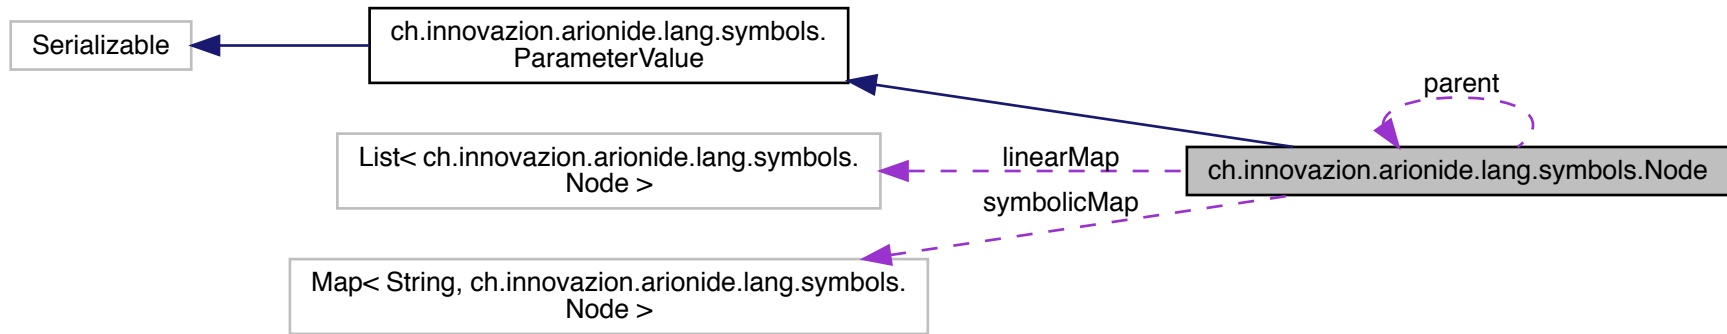 Serializable
ch.innovazion.arionide.lang.symbols.
ParameterValue
parent
List< ch.innovazion.arionide.lang.symbols.
Node >
linearMap
ch.innovazion.arionide.lang.symbols.Node
symbolicMap
Map< String, ch.innovazion.arionide.lang.symbols.
Node >